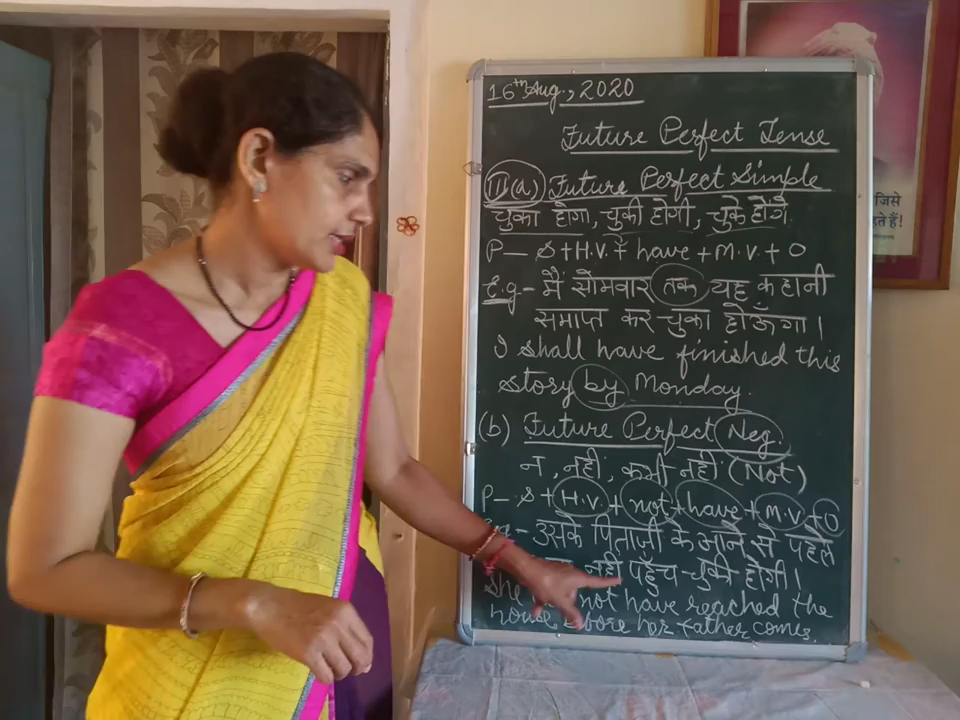 16th Aug., 2020
Future Perfect Tense
II(a) Future Perfect Simple
चुका होगा, चुकी होगी, चुके होंगे.
P— S+H.V.+have+M.V+O
E.g- मैं सोमवार तक यह कहानी
समाप्त कर चुका होऊँगा।
I shall have finished this
story by Monday.
(b) Future Perfect Neg.
न, नहीं, कभी नहीं (Not)
P— S+H.V.+not+have+M.V+O
उसके पिताजी के आने से पहले
नहीं पहुँच चुकी होगी।
She not have reached the
house before her father comes.
जिसे
हते हैं!